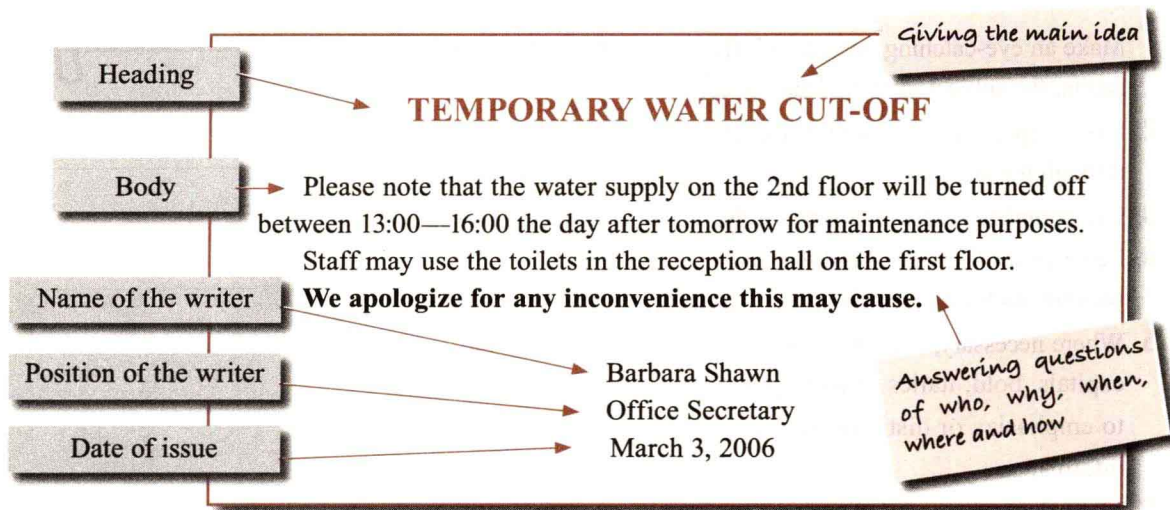 Giving the main idea
Make an eye-catching
Heading
TEMPORARY WATER CUT-OFF
Body
Please note that the water supply on the 2nd floor will be turned off
between 13:00—16:00 the day after tomorrow for maintenance purposes.
Staff may use the toilets in the reception hall on the first floor.
Name of the writer
We apologize for any inconvenience this may cause.
Position of the writer
Barbara Shawn
Office Secretary
Date of issue
March 3, 2006
Answering questions
of who, why, when,
where and how